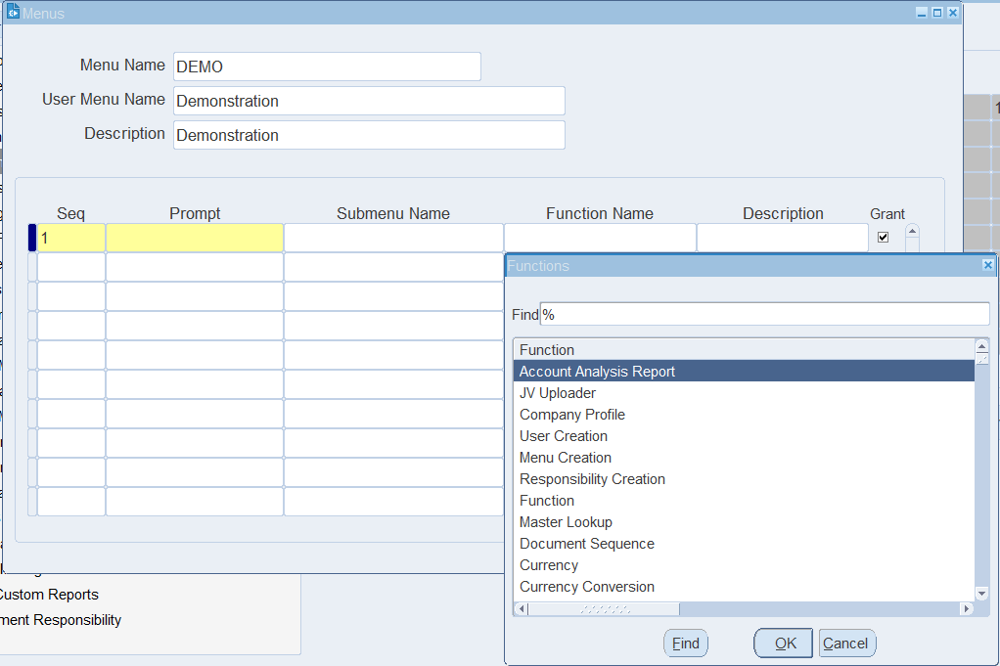 Menus
Menu Name DEMO
User Menu Name Demonstration
Description Demonstration
Seq Prompt Submenu Name Function Name Description Grant
1
Functions
Find %
Function
Account Analysis Report
JV Uploader
Company Profile
User Creation
Menu Creation
Responsibility Creation
Function
Master Lookup
Document Sequence
Currency
Currency Conversion
Find OK Cancel
Custom Reports
ment Responsibility